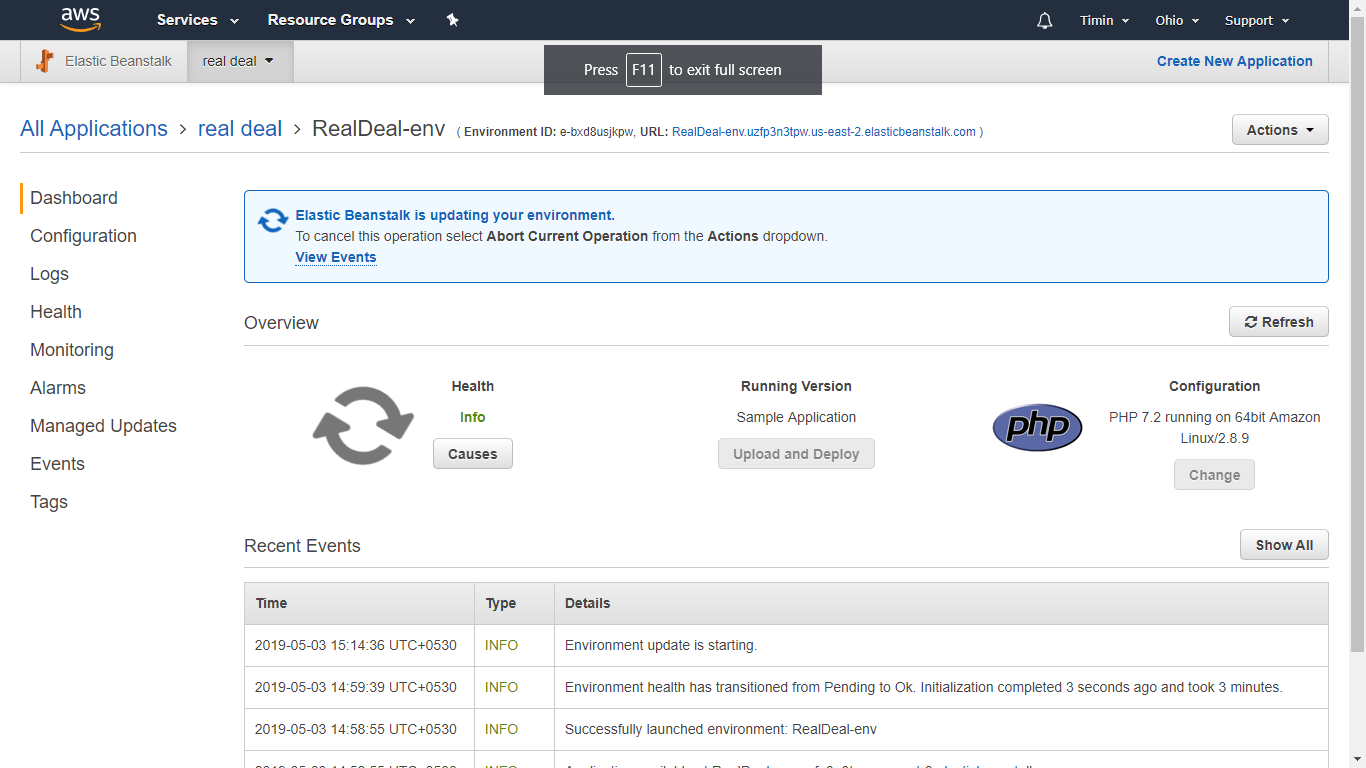 aws Services Resource Groups Timin Ohio Support
Elastic Beanstalk real deal Create New Application
Press F11 to exit full screen
All Applications > real deal > RealDeal-env ( Environment ID: e-bxd8usjkpw, URL: RealDeal-env.uzfp3n3tpw.us-east-2.elasticbeanstalk.com ) Actions
Dashboard
Configuration
Logs
Health
Monitoring
Alarms
Managed Updates
Events
Tags
Elastic Beanstalk is updating your environment.
To cancel this operation select Abort Current Operation from the Actions dropdown.
View Events
Overview Refresh
Health
Info
Causes
Running Version
Sample Application
Upload and Deploy
php
Configuration
PHP 7.2 running on 64bit Amazon
Linux/2.8.9
Change
Recent Events Show All
Time Type Details
2019-05-03 15:14:36 UTC+0530 INFO Environment update is starting.
2019-05-03 14:59:39 UTC+0530 INFO Environment health has transitioned from Pending to Ok. Initialization completed 3 seconds ago and took 3 minutes.
2019-05-03 14:58:55 UTC+0530 INFO Successfully launched environment: RealDeal-env